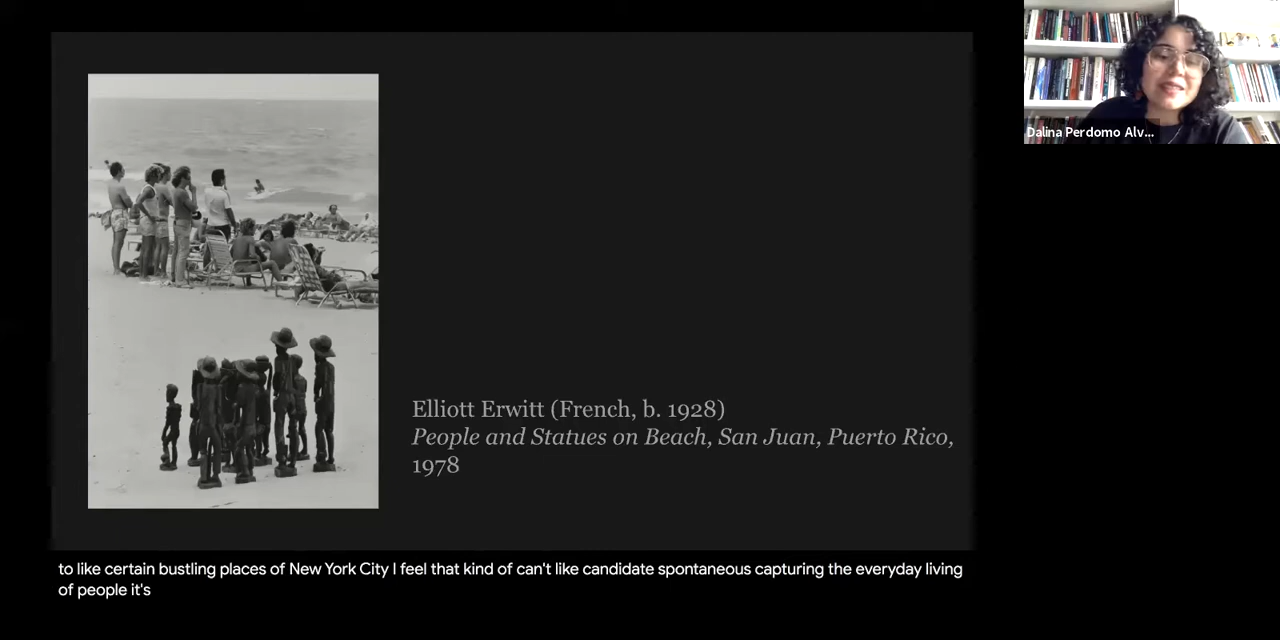 Dalina Perdomo Alv...
Elliott Erwitt (French, b. 1928)
People and Statues on Beach, San Juan, Puerto Rico,
1978
to like certain bustling places of New York City I feel that kind of can't like candidate spontaneous capturing the everyday living
of people it's